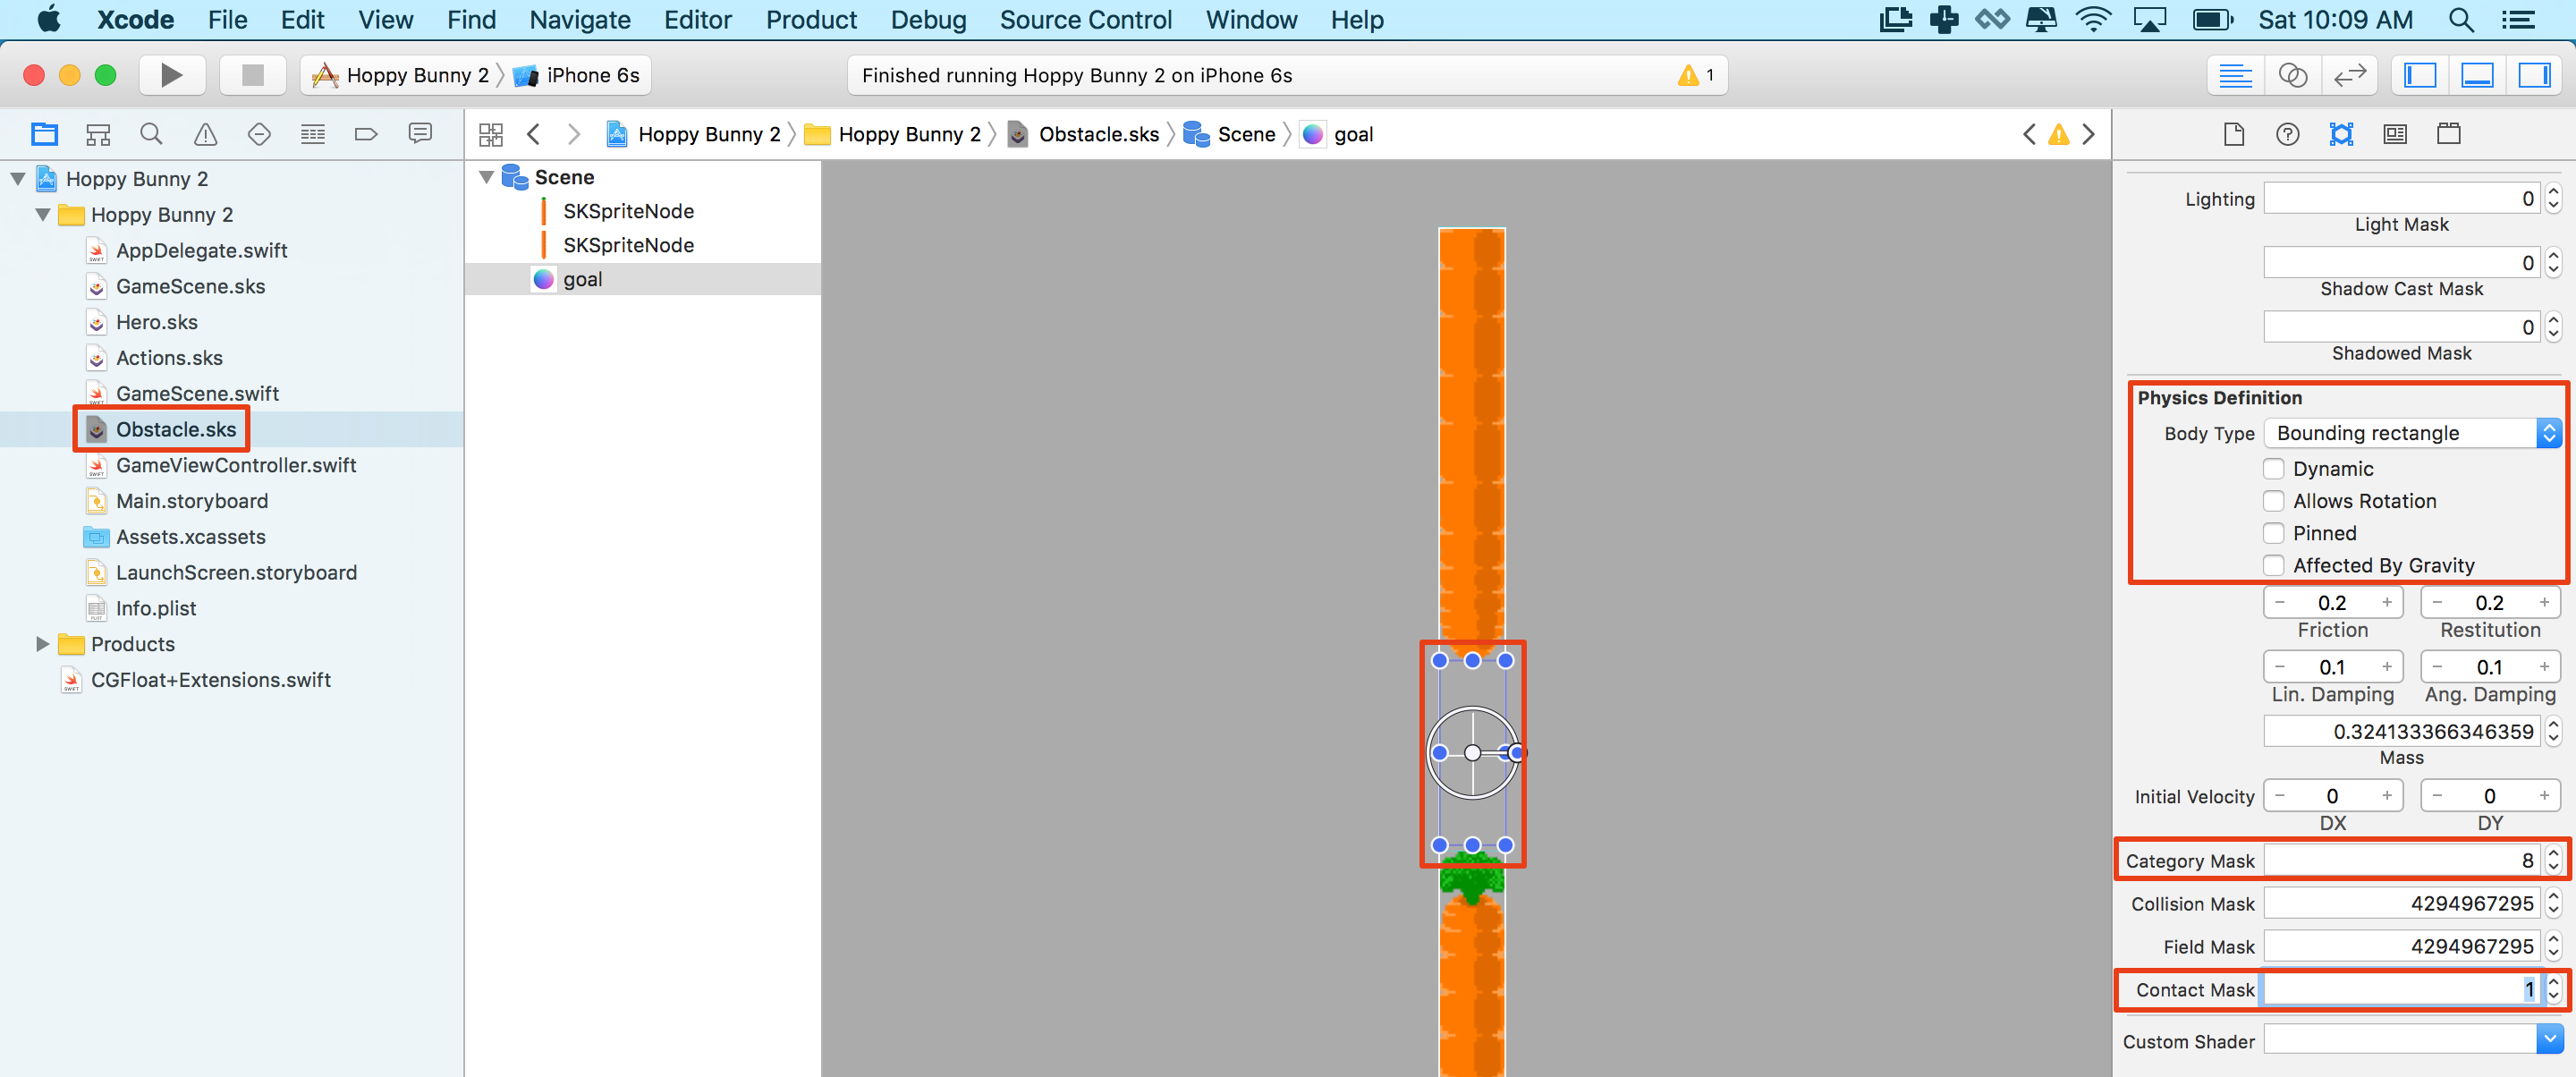 Xcode File Edit View Find Navigate Editor Product Debug Source Control Window Help Sat 10:09 AM
Hoppy Bunny 2 iPhone 6s Finished running Hoppy Bunny 2 on iPhone 6s 1
Hoppy Bunny 2 Hoppy Bunny 2 Obstacle.sks Scene goal
Hoppy Bunny 2
Hoppy Bunny 2
AppDelegate.swift
GameScene.sks
Hero.sks
Actions.sks
GameScene.swift
Obstacle.sks
GameViewController.swift
Main.storyboard
Assets.xcassets
LaunchScreen.storyboard
Info.plist
Products
CGFloat+Extensions.swift
Scene
SKSpriteNode
SKSpriteNode
goal
Lighting 0
Light Mask
0
Shadow Cast Mask
0
Shadowed Mask
Physics Definition
Body Type Bounding rectangle
Dynamic
Allows Rotation
Pinned
Affected By Gravity
− 0.2 + − 0.2 +
Friction Restitution
− 0.1 + − 0.1 +
Lin. Damping Ang. Damping
0.324133366346359
Mass
Initial Velocity − 0 + − 0 +
DX DY
Category Mask 8
Collision Mask 4294967295
Field Mask 4294967295
Contact Mask 1
Custom Shader